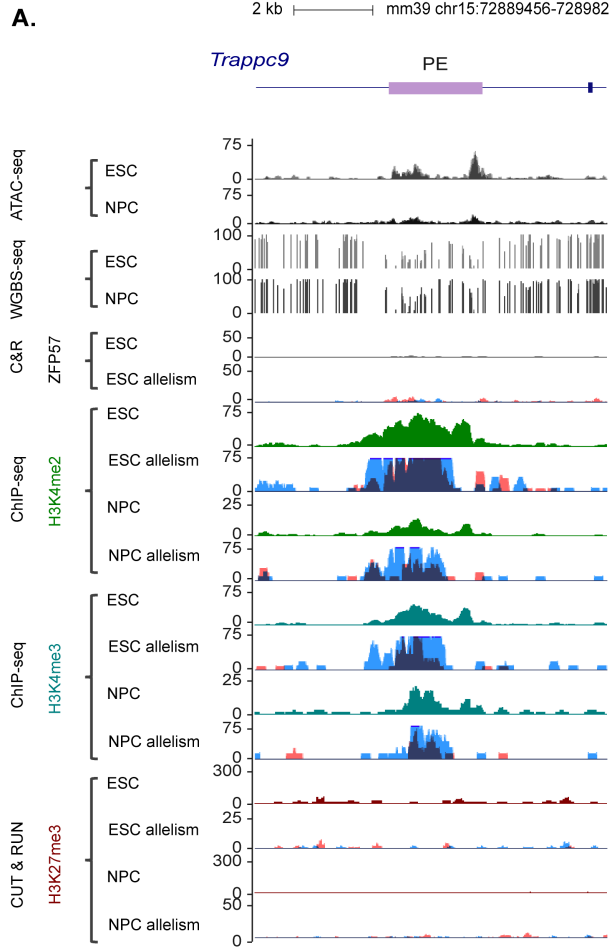 A.
2 kb mm39 chr15:72889456-728982
Trappc9
PE
ATAC-seq
ESC
75
0
NPC
75
0
WGBS-seq
ESC
100
0
NPC
100
0
C&R
ZFP57
ESC
50
0
ESC allelism
50
0
ChIP-seq
H3K4me2
ESC
75
0
ESC allelism
75
0
NPC
25
0
NPC allelism
75
0
ChIP-seq
H3K4me3
ESC
75
0
ESC allelism
75
0
NPC
25
0
NPC allelism
75
0
CUT & RUN
H3K27me3
ESC
300
0
ESC allelism
25
0
NPC
300
0
NPC allelism
50
0